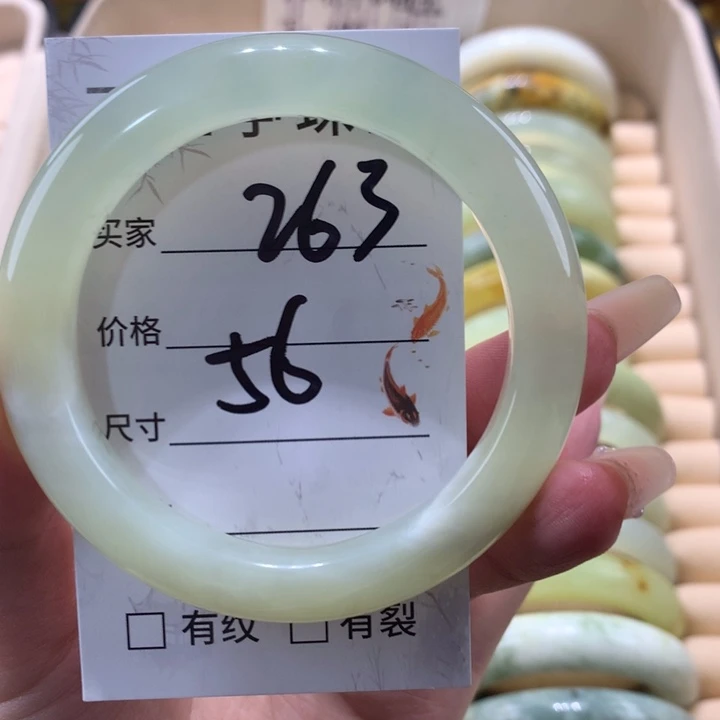 买家 263
价格
56
尺寸
□ 有纹 □ 有裂